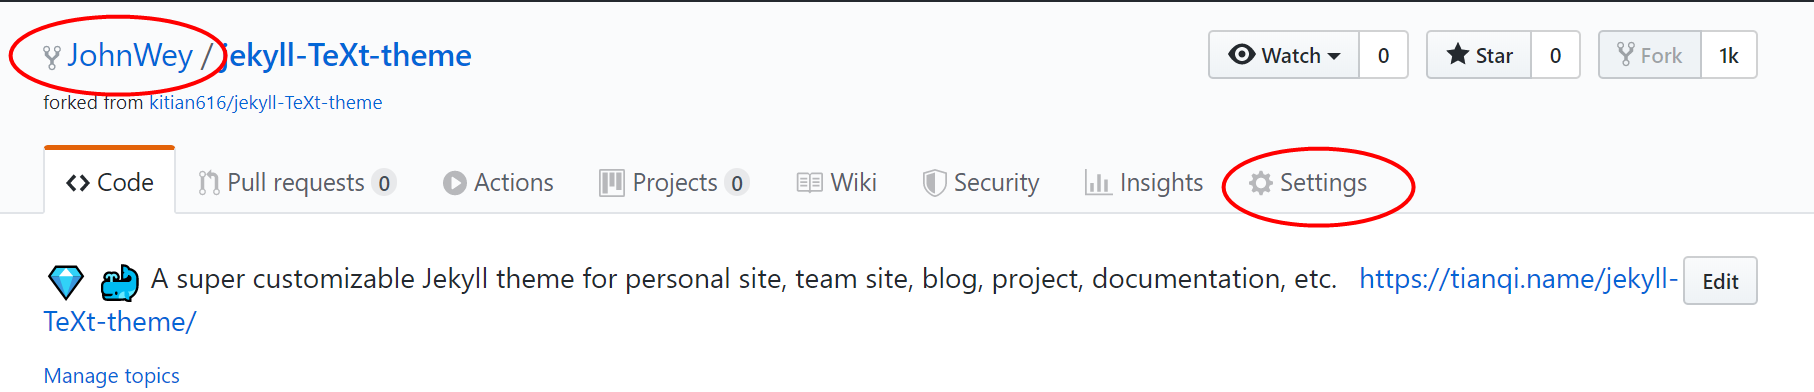 JohnWey / jekyll-TeXt-theme
Watch 0 Star 0 Fork 1k
forked from kitian616/jekyll-TeXt-theme
Code Pull requests 0 Actions Projects 0 Wiki Security Insights Settings
A super customizable Jekyll theme for personal site, team site, blog, project, documentation, etc. https://tianqi.name/jekyll-
TeXt-theme/
Edit
Manage topics